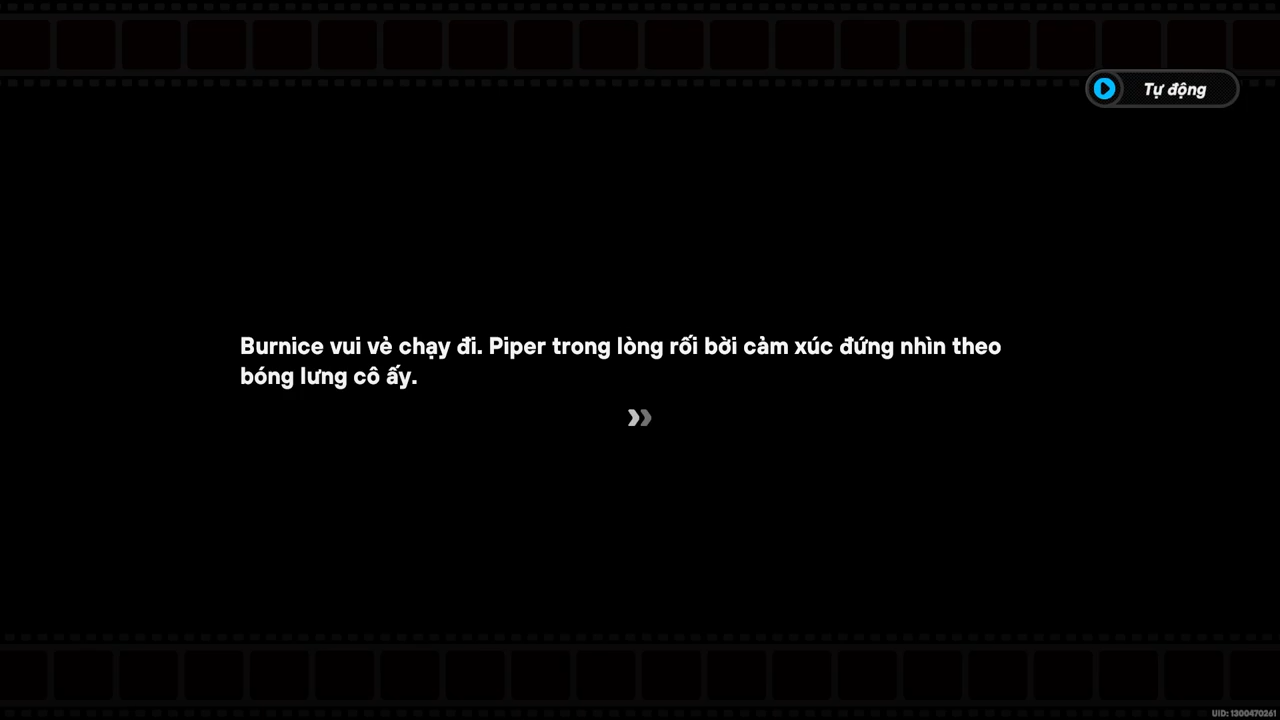 Tự động
Burnice vui vẻ chạy đi. Piper trong lòng rối bời cảm xúc đứng nhìn theo
bóng lưng cô ấy.
UID: 1300470261